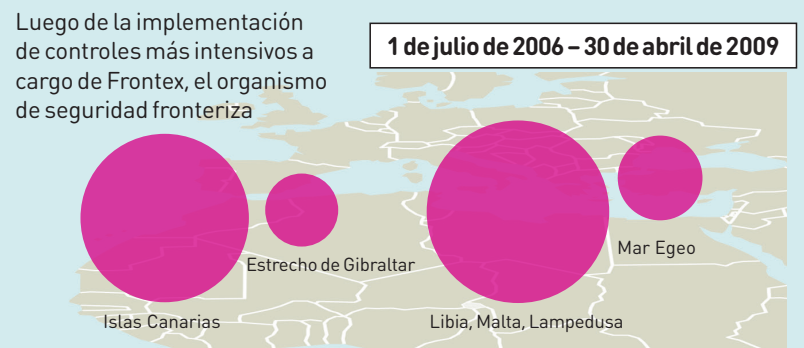 Luego de la implementación
de controles más intensivos a
cargo de Frontex, el organismo
de seguridad fronteriza
1 de julio de 2006 – 30 de abril de 2009
Mar Egeo
Estrecho de Gibraltar
Islas Canarias
Libia, Malta, Lampedusa